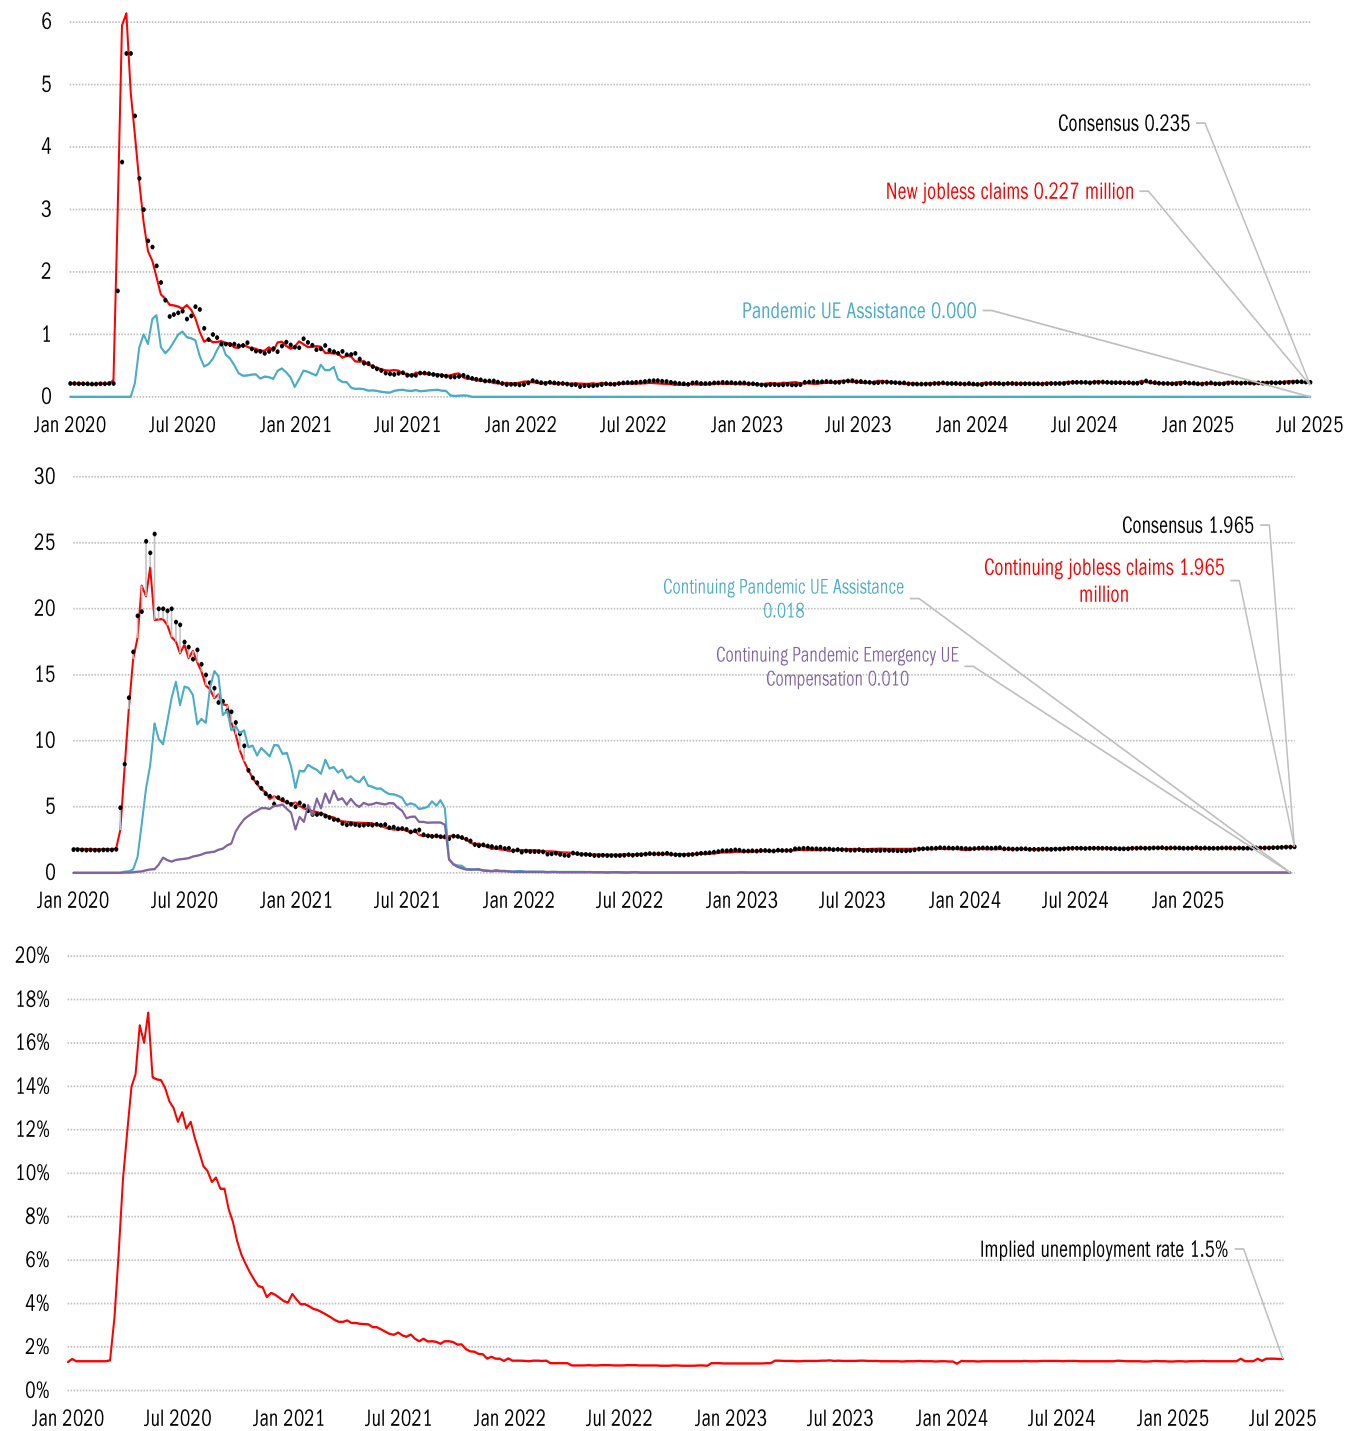 6
5
4
3
2
1
0
Consensus 0.235
New jobless claims 0.227 million
Pandemic UE Assistance 0.000
Jan 2020 Jul 2020 Jan 2021 Jul 2021 Jan 2022 Jul 2022 Jan 2023 Jul 2023 Jan 2024 Jul 2024 Jan 2025 Jul 2025
30
25
20
15
10
5
0
Consensus 1.965
Continuing jobless claims 1.965
million
Continuing Pandemic UE Assistance
0.018
Continuing Pandemic Emergency UE
Compensation 0.010
Jan 2020 Jul 2020 Jan 2021 Jul 2021 Jan 2022 Jul 2022 Jan 2023 Jul 2023 Jan 2024 Jul 2024 Jan 2025
20%
18%
16%
14%
12%
10%
8%
6%
4%
2%
0%
Implied unemployment rate 1.5%
Jan 2020 Jul 2020 Jan 2021 Jul 2021 Jan 2022 Jul 2022 Jan 2023 Jul 2023 Jan 2024 Jul 2024 Jan 2025 Jul 2025